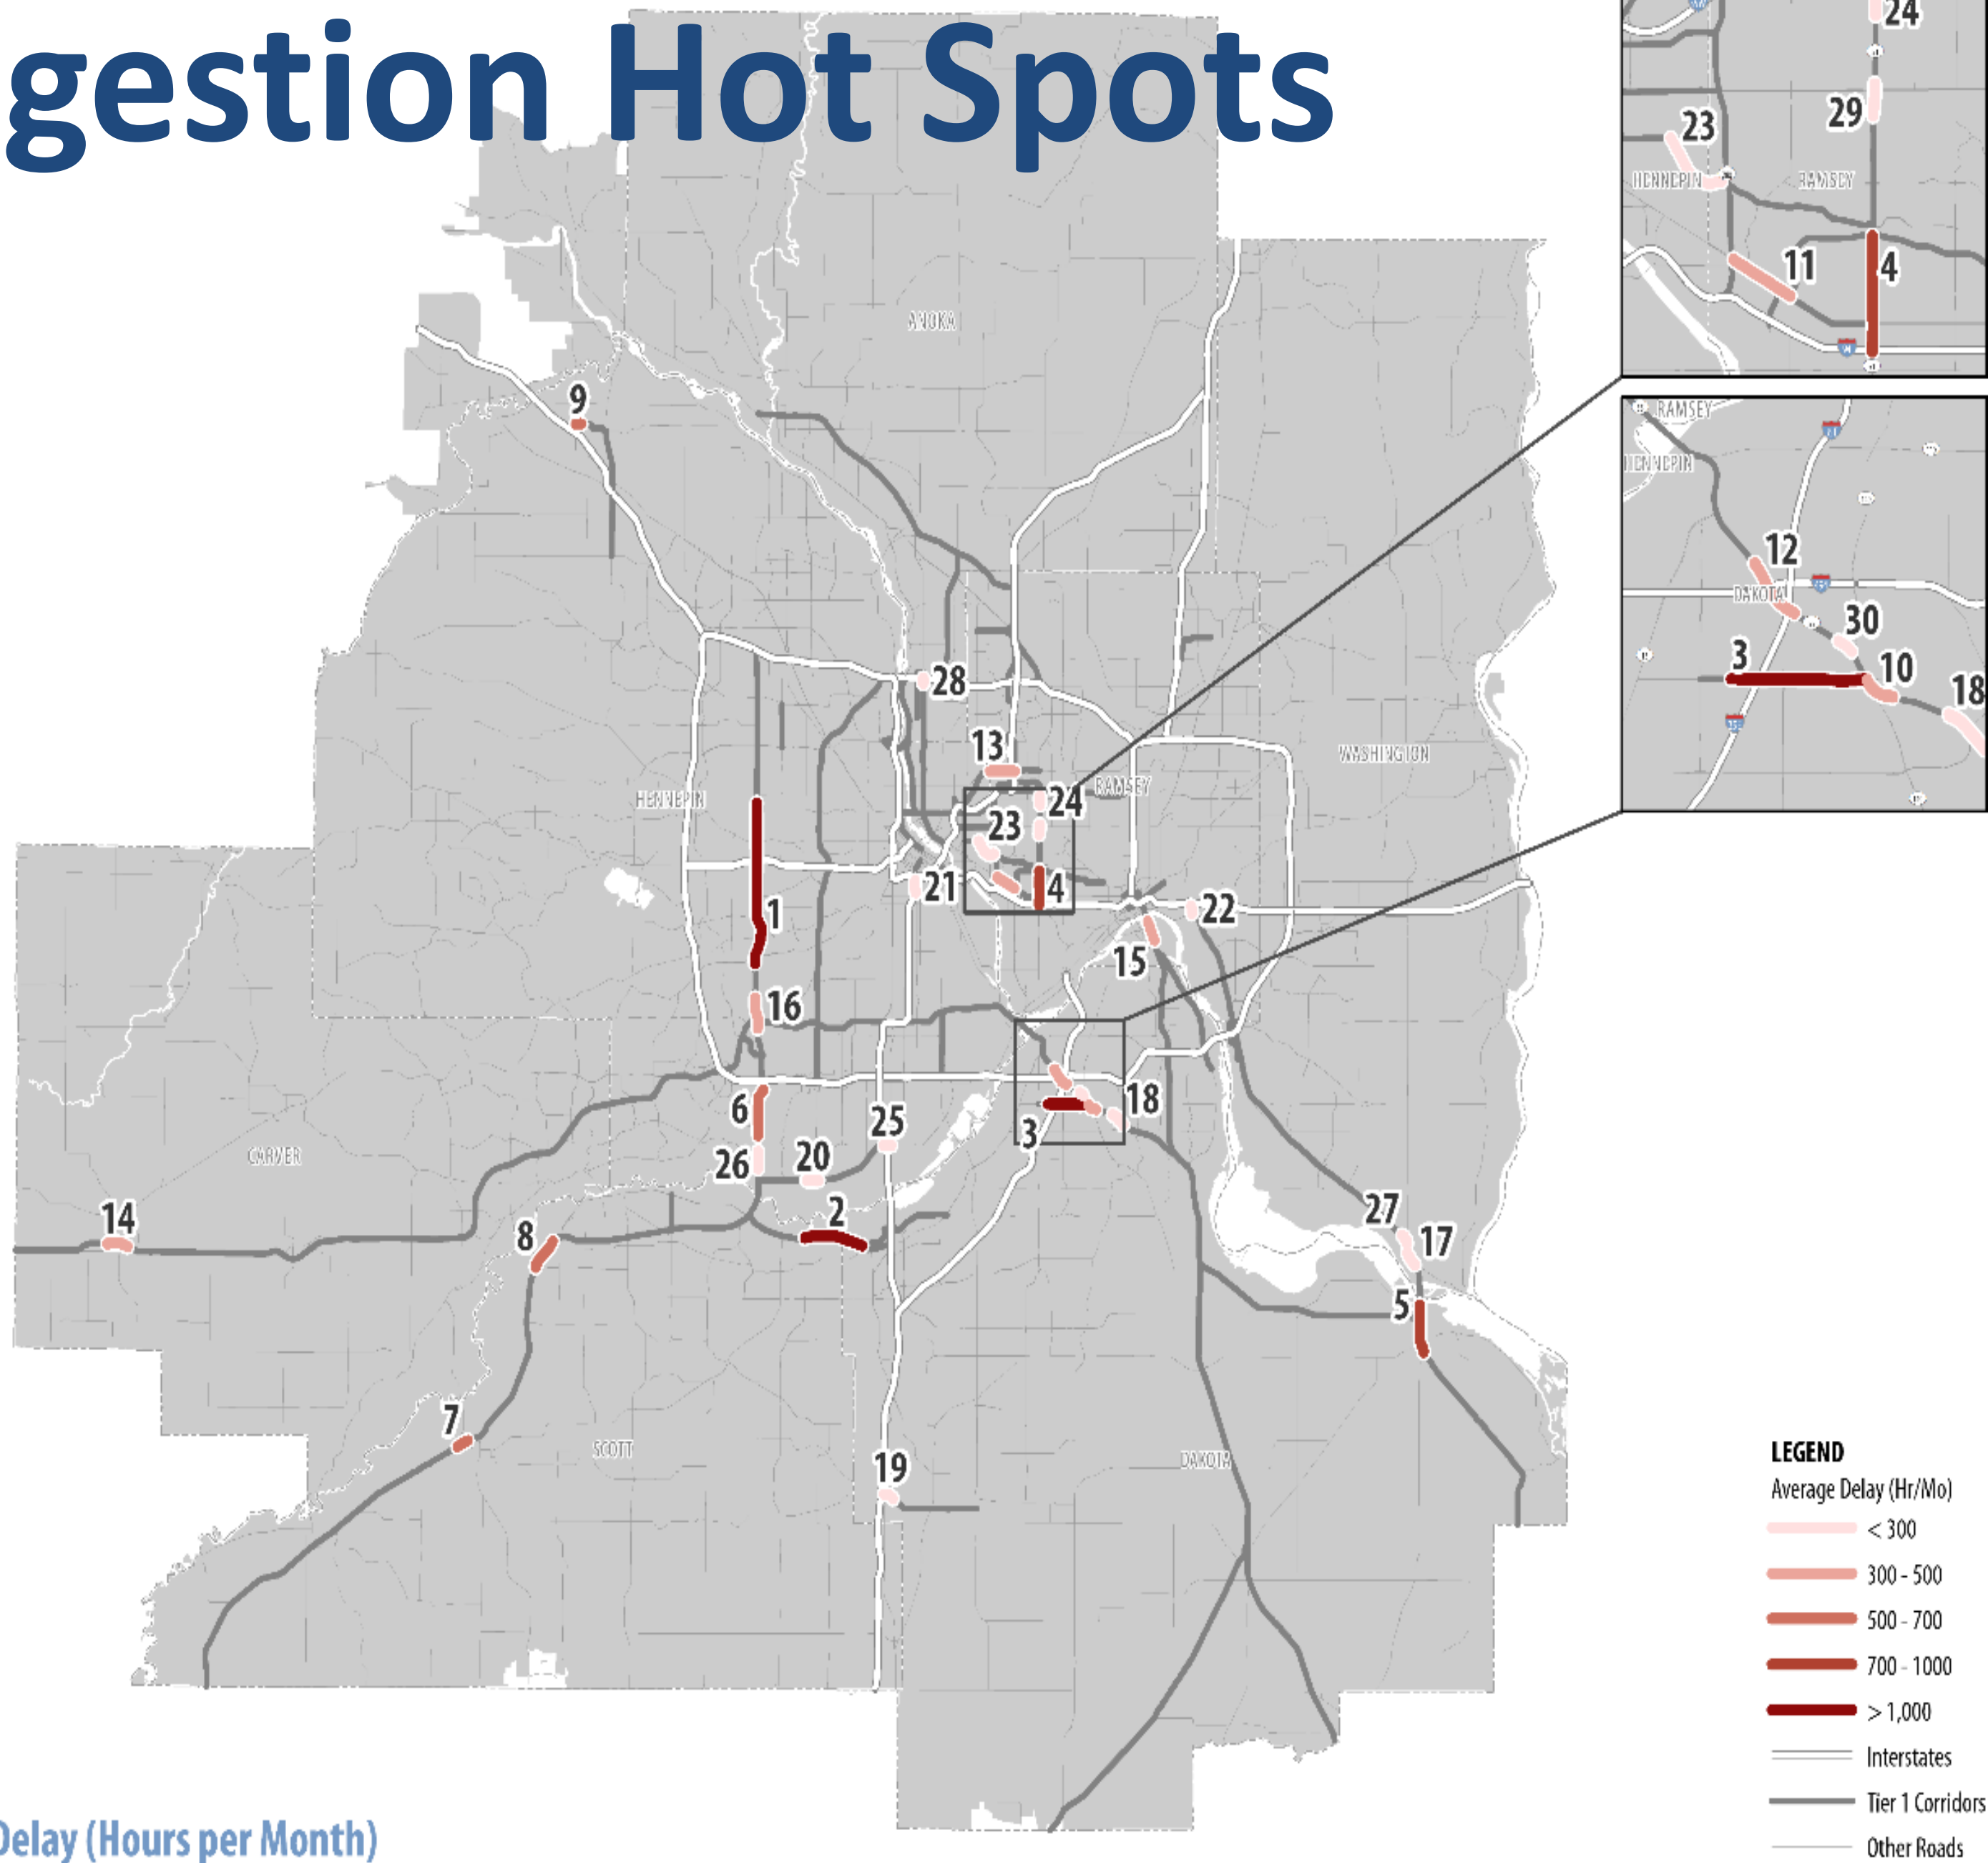 gestion Hot Spots
24
29
23
HENNEPIN
RAMSEY
11
4
RAMSEY
HENNEPIN
12
DAKOTA
30
3
10
18
ANOKA
9
28
13
WASHINGTON
HENNEPIN
RAMSEY
24
23
1
21
4
22
15
16
6
25
18
3
26
20
CARVER
14
8
2
27
17
5
7
SCOTT
19
DAKOTA
LEGEND
Average Delay (Hr/Mo)
< 300
300 - 500
500 - 700
700 - 1000
> 1,000
Interstates
Tier 1 Corridors
Other Roads
Delay (Hours per Month)